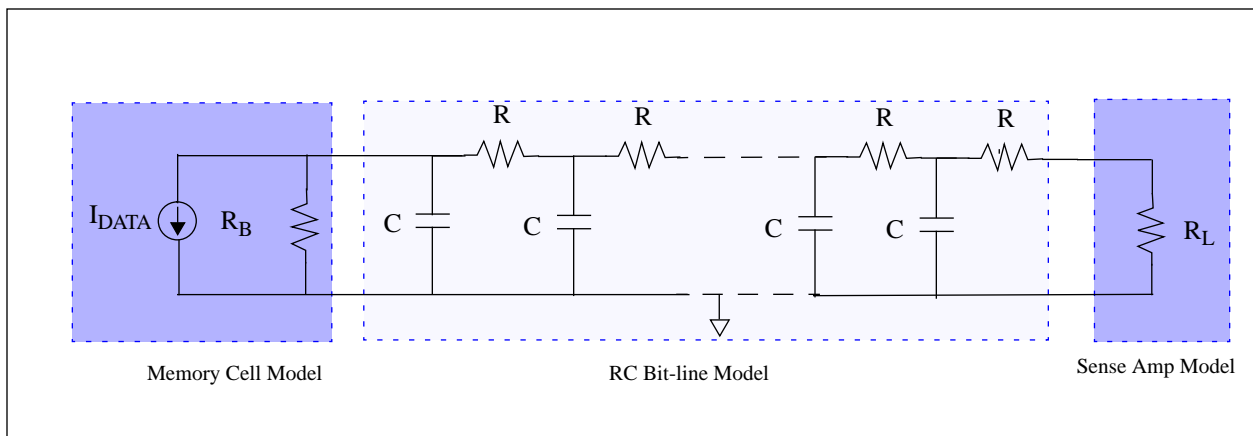 R R R R
I_DATA R_B C C C C R_L
Memory Cell Model RC Bit-line Model Sense Amp Model